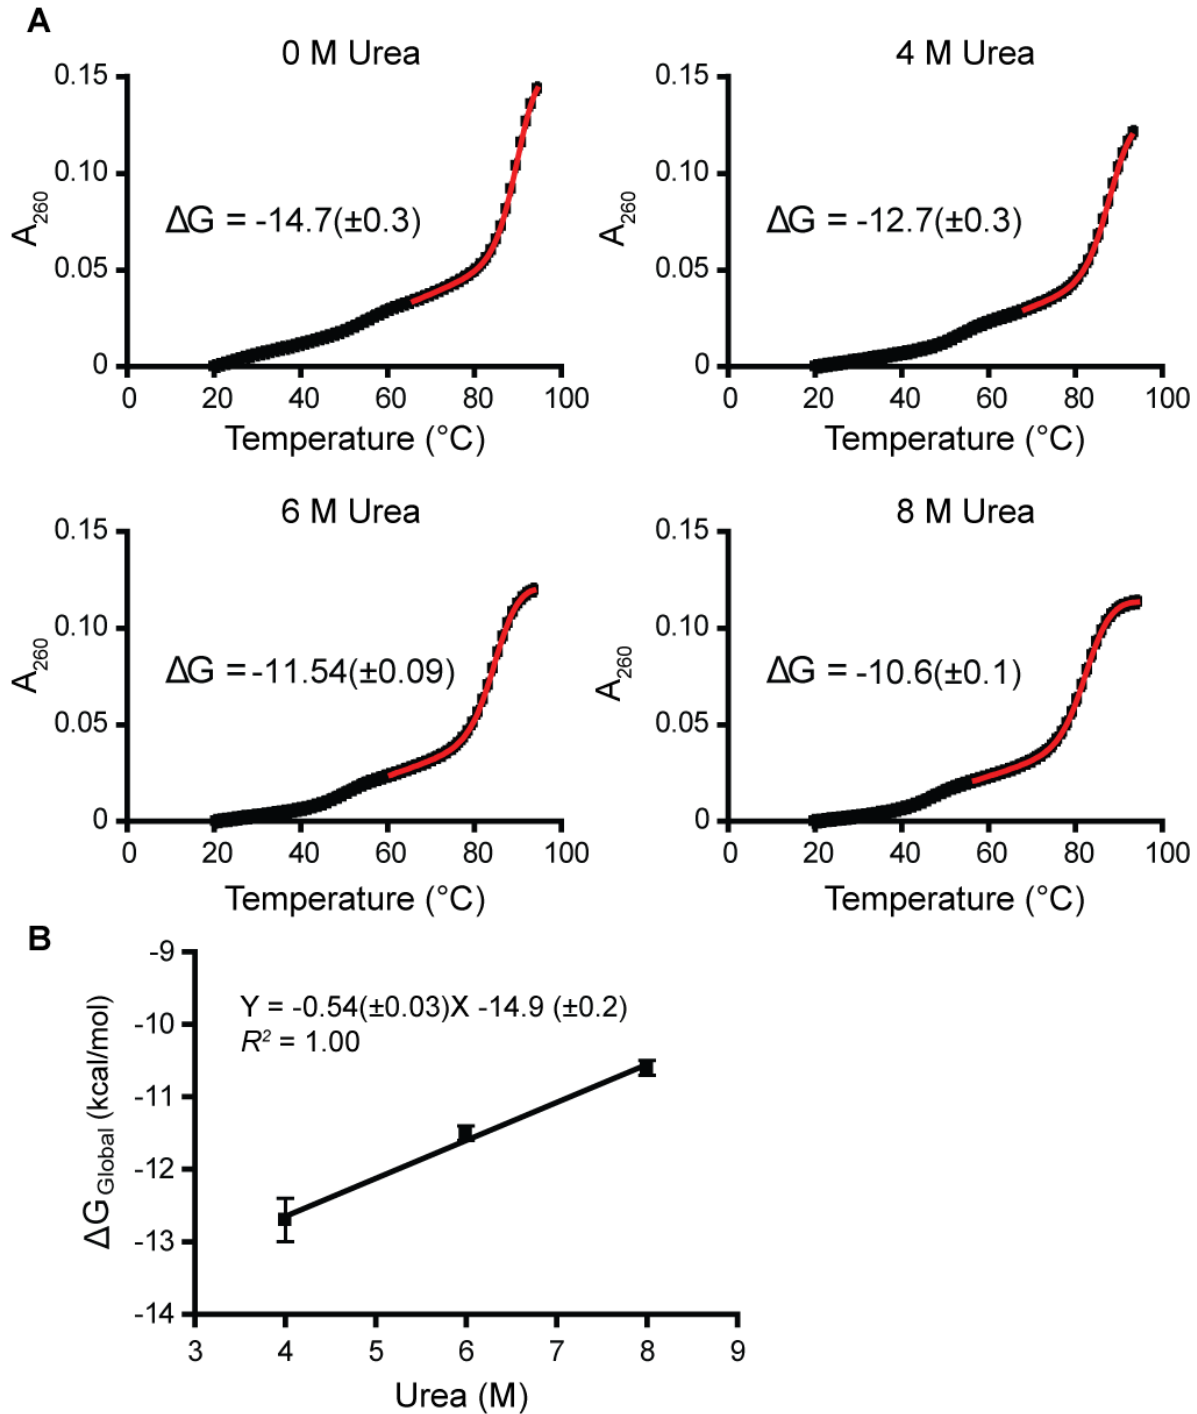 A
0 M Urea
0.15
0.10
0.05
0
A260
ΔG = -14.7(±0.3)
0 20 40 60 80 100
Temperature (°C)
4 M Urea
0.15
0.10
0.05
0
A260
ΔG = -12.7(±0.3)
0 20 40 60 80 100
Temperature (°C)
6 M Urea
0.15
0.10
0.05
0
A260
ΔG = -11.54(±0.09)
0 20 40 60 80 100
Temperature (°C)
8 M Urea
0.15
0.10
0.05
0
A260
ΔG = -10.6(±0.1)
0 20 40 60 80 100
Temperature (°C)
B
-9
-10
-11
-12
-13
-14
ΔGGlobal (kcal/mol)
Y = -0.54(±0.03)X -14.9 (±0.2)
R² = 1.00
3 4 5 6 7 8 9
Urea (M)